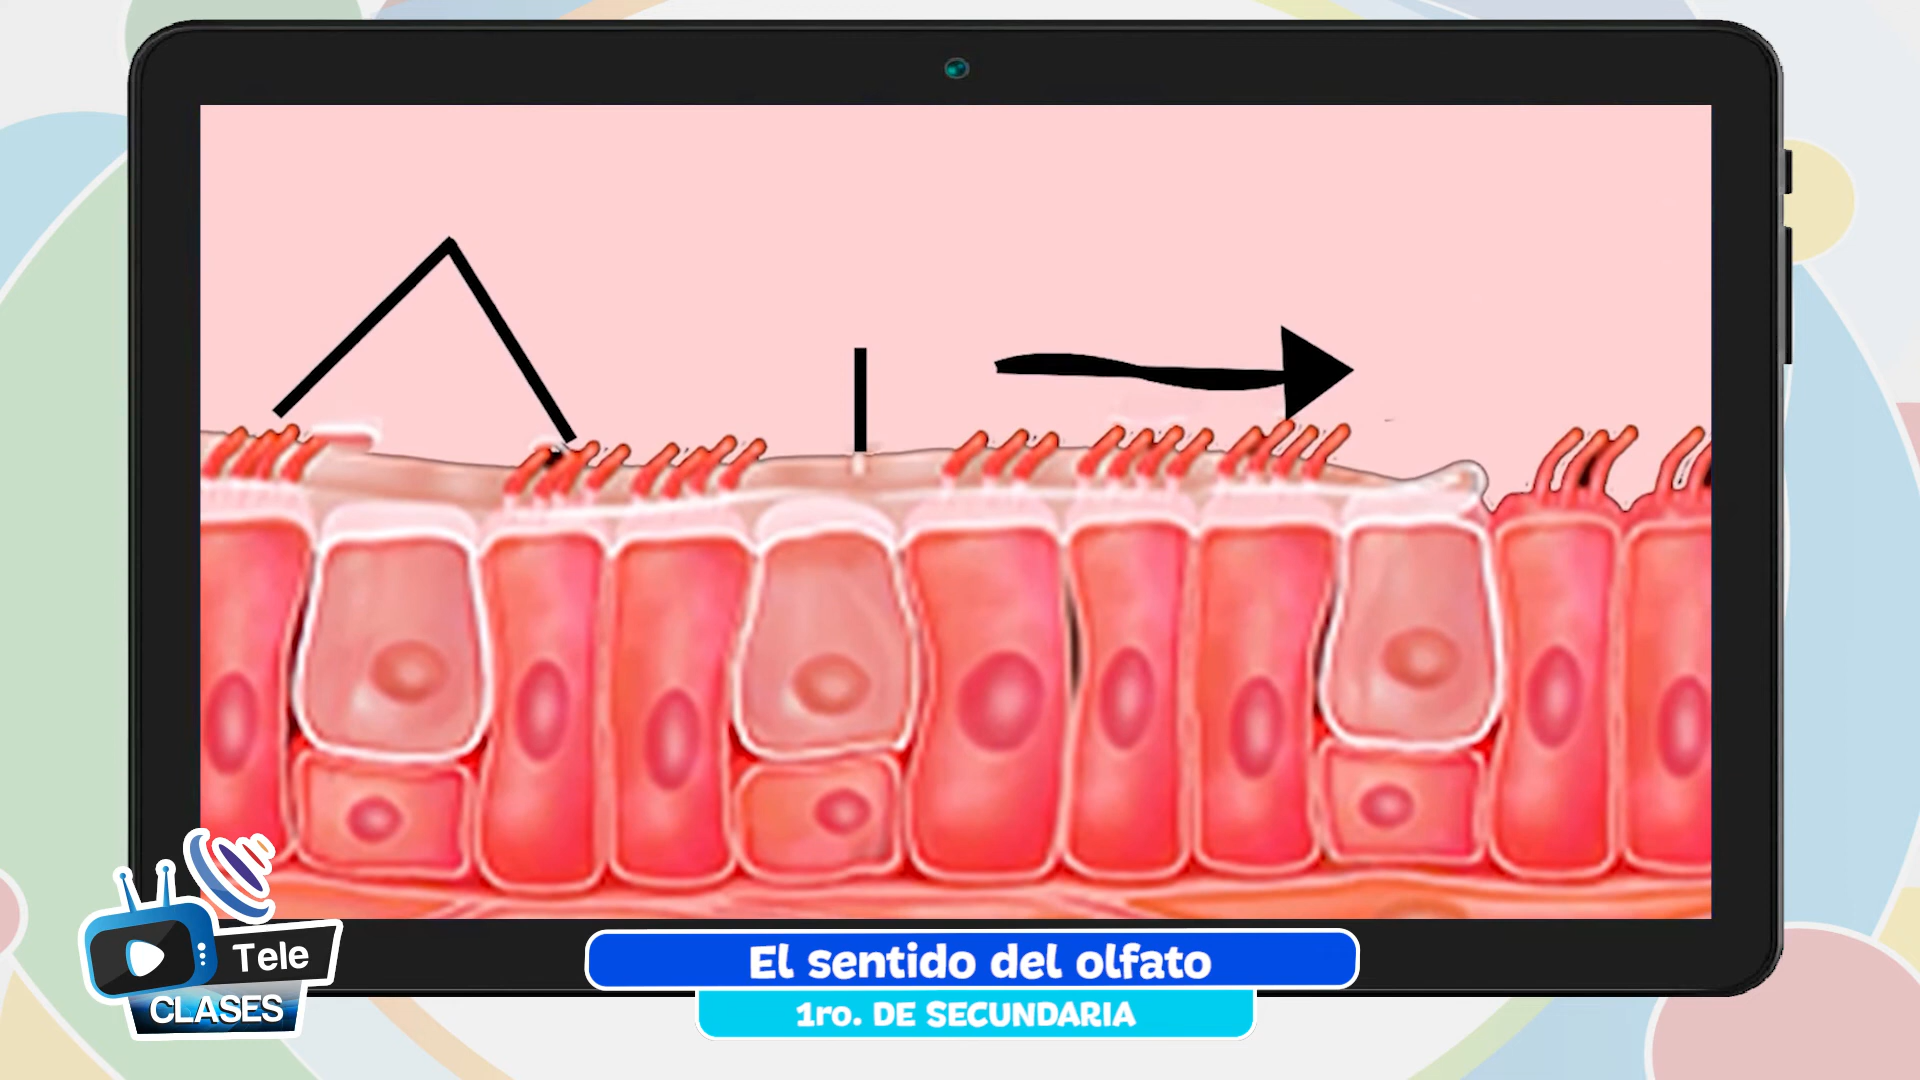 Tele
CLASES
El sentido del olfato
1ro. DE SECUNDARIA